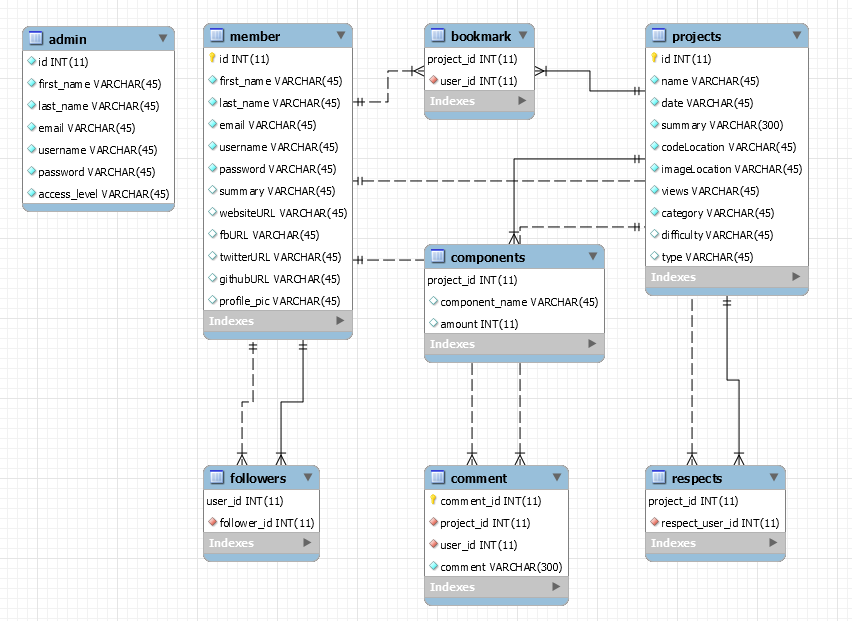 admin
id INT(11)
first_name VARCHAR(45)
last_name VARCHAR(45)
email VARCHAR(45)
username VARCHAR(45)
password VARCHAR(45)
access_level VARCHAR(45)
member
id INT(11)
first_name VARCHAR(45)
last_name VARCHAR(45)
email VARCHAR(45)
username VARCHAR(45)
password VARCHAR(45)
summary VARCHAR(45)
websiteURL VARCHAR(45)
fbURL VARCHAR(45)
twitterURL VARCHAR(45)
githubURL VARCHAR(45)
profile_pic VARCHAR(45)
Indexes
bookmark
project_id INT(11)
user_id INT(11)
Indexes
projects
id INT(11)
name VARCHAR(45)
date VARCHAR(45)
summary VARCHAR(300)
codeLocation VARCHAR(45)
imageLocation VARCHAR(45)
views VARCHAR(45)
category VARCHAR(45)
difficulty VARCHAR(45)
type VARCHAR(45)
Indexes
components
project_id INT(11)
component_name VARCHAR(45)
amount INT(11)
Indexes
followers
user_id INT(11)
follower_id INT(11)
Indexes
comment
comment_id INT(11)
project_id INT(11)
user_id INT(11)
comment VARCHAR(300)
Indexes
respects
project_id INT(11)
respect_user_id INT(11)
Indexes